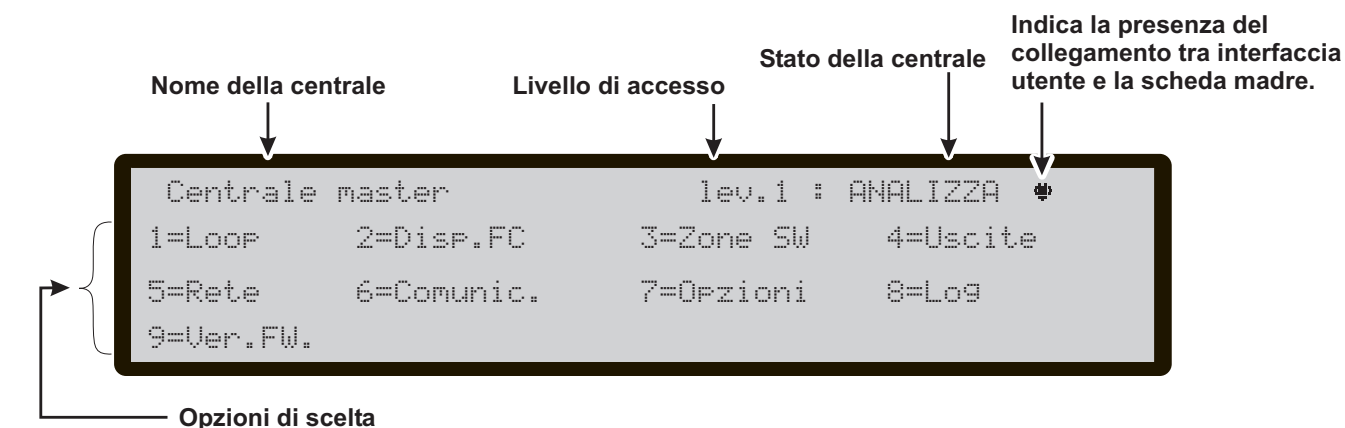 Indica la presenza del
collegamento tra interfaccia
utente e la scheda madre.
Stato della centrale
Nome della centrale
Livello di accesso
Centrale master lev.1 : ANALIZZA
1=Loop 2=Disp.FC 3=Zone SW 4=Uscite
5=Rete 6=Comunic. 7=Opzioni 8=Log
9=Ver.FW.
Opzioni di scelta